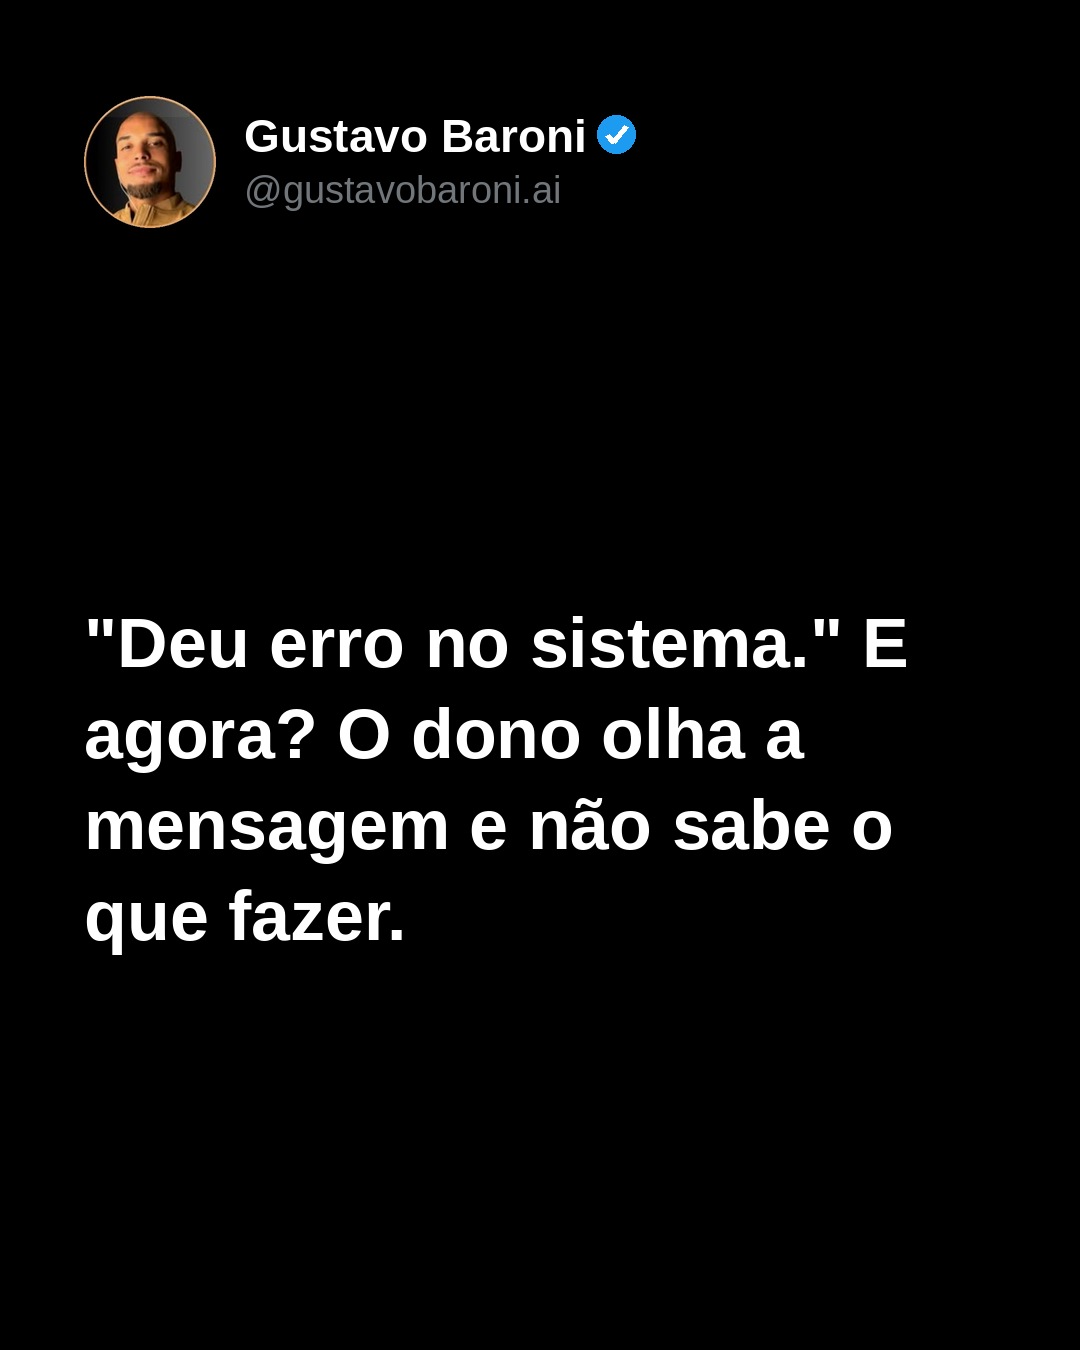 Gustavo Baroni
@gustavobaroni.ai
"Deu erro no sistema." E
agora? O dono olha a
mensagem e não sabe o
que fazer.